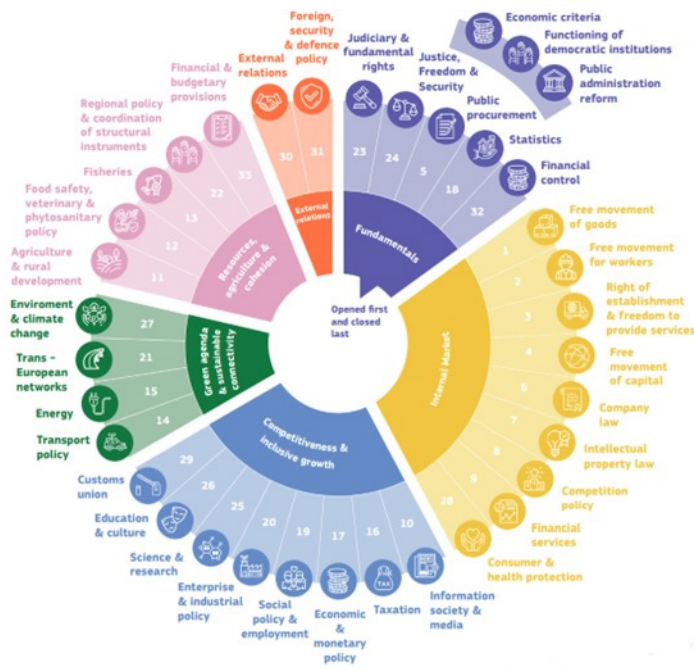 Economic criteria
Functioning of
democratic institutions
Public
administration
reform
Judiciary &
fundamental
rights
23
Justice,
Freedom &
Security
24
Public
procurement
5
Statistics
18
Financial
control
32
Fundamentals
Opened first
and closed
last
Free movement
of goods
1
Free movement
for workers
2
Right of
establishment
& freedom to
provide services
3
Free
movement
of capital
4
Company
law
6
Intellectual
property law
7
Competition
policy
8
Financial
services
9
Consumer &
health protection
28
Internal Market
Information
society &
media
10
Taxation
TAX
16
Economic
&
monetary
policy
17
Social
policy &
employment
19
Enterprise
& industrial
policy
20
Science &
research
25
Education
& culture
26
Customs
union
29
Competitiveness &
inclusive growth
Transport
policy
14
Energy
15
Trans -
European
networks
21
Enviroment
& climate
change
27
Green agenda
& sustainable
connectivity
Agriculture
& rural
development
11
Food safety,
veterinary &
phytosanitary
policy
12
Fisheries
13
Regional policy
& coordination
of structural
instruments
22
Financial &
budgetary
provisions
33
Resources,
agriculture &
cohesion
External
relations
30
Foreign,
security
& defence
policy
31
External
relations